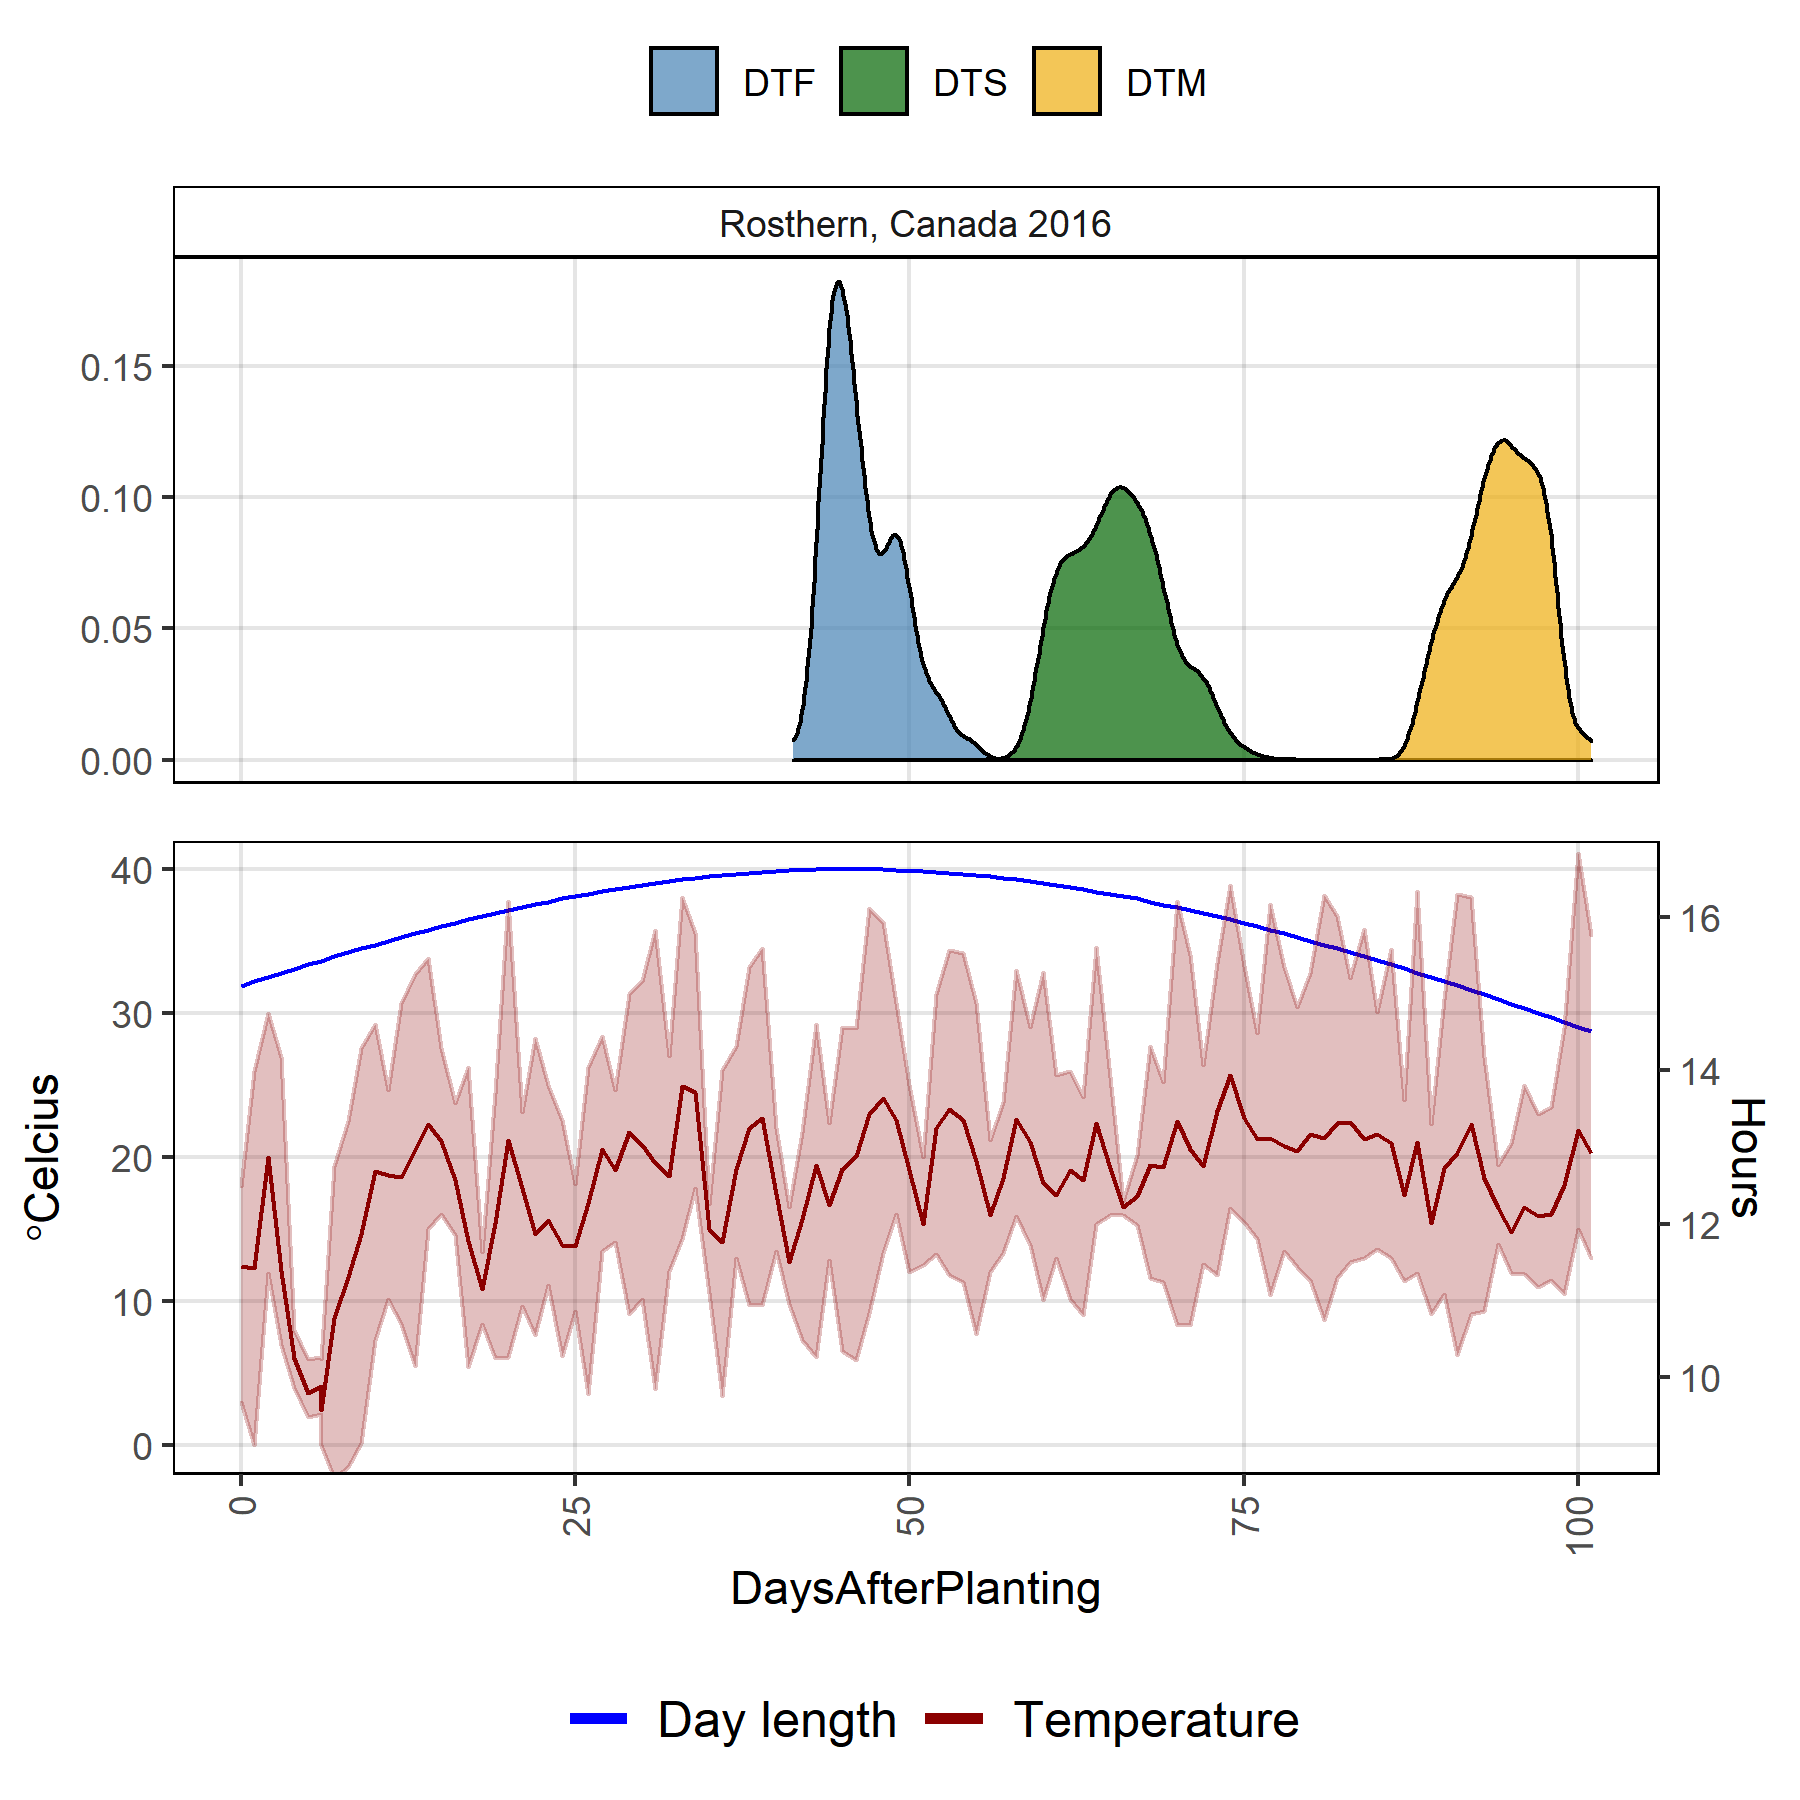 DTF DTS DTM
Rosthern, Canada 2016
0.15
0.10
0.05
0.00
40
30
20
10
0
°Celcius
16
14
12
10
Hours
0 25 50 75 100
DaysAfterPlanting
Day length Temperature